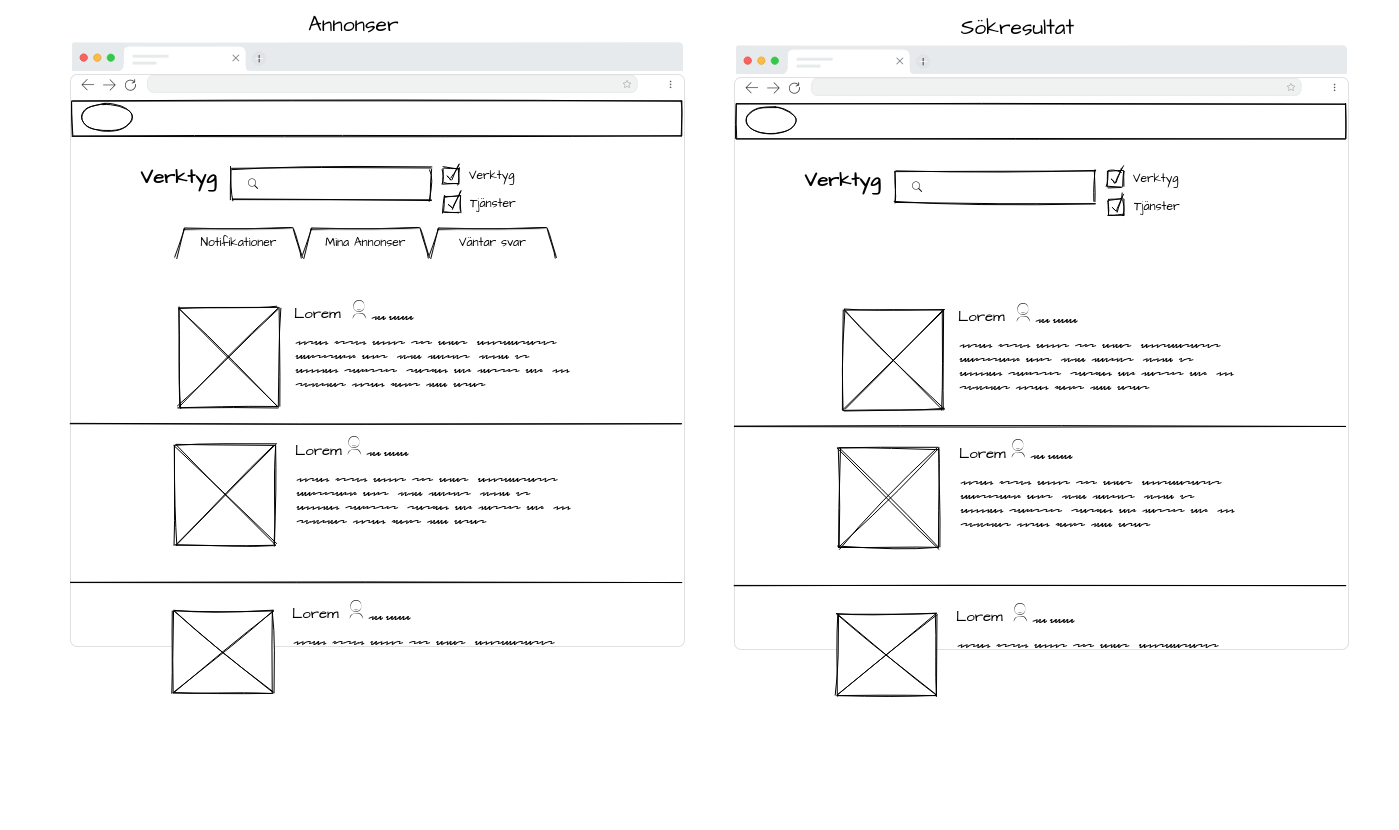 Annonser
Verktyg
Verktyg
Tjänster
Notifikationer
Mina Annonser
Väntar svar
Lorem
Lorem
Lorem
Sökresultat
Verktyg
Verktyg
Tjänster
Lorem
Lorem
Lorem